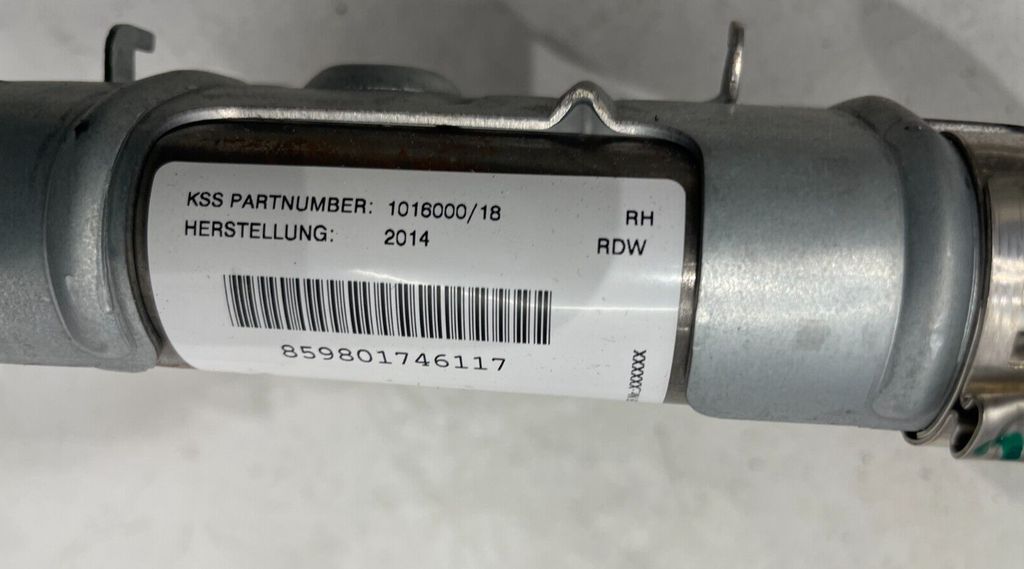 KSS PARTNUMBER: 1016000/18 RH
HERSTELLUNG: 2014 RDW
859801746117